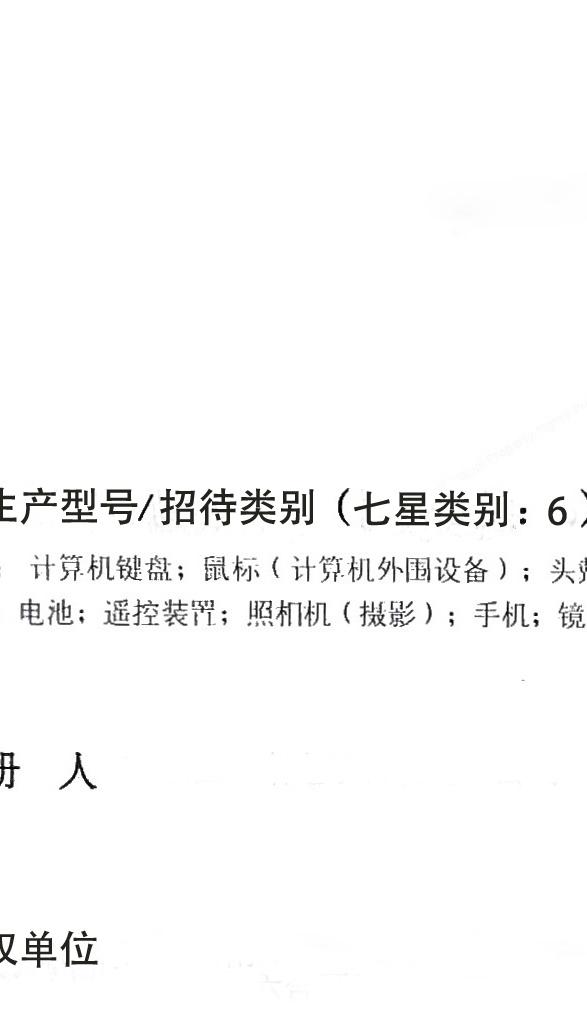 生产型号/招待类别（七星类别：6）
计算机键盘；鼠标（计算机外围设备）；头
电池；遥控装置；照相机（摄影）；手机；镜
册 人
权单位